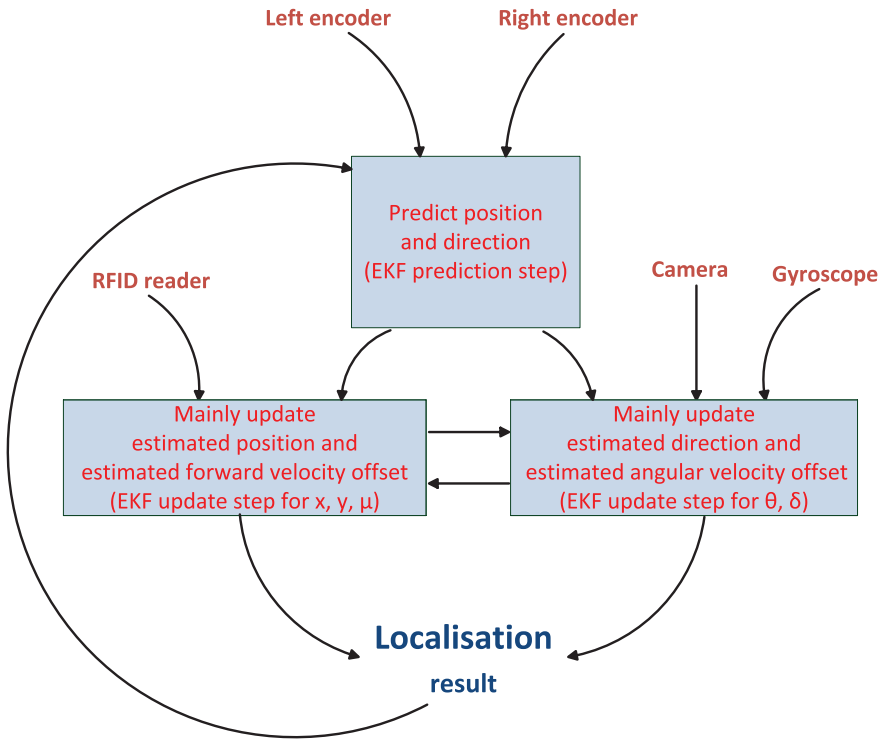 Left encoder
Right encoder
Predict position
and direction
(EKF prediction step)
RFID reader
Camera
Gyroscope
Mainly update
estimated position and
estimated forward velocity offset
(EKF update step for x, y, μ)
Mainly update
estimated direction and
estimated angular velocity offset
(EKF update step for θ, δ)
Localisation
result